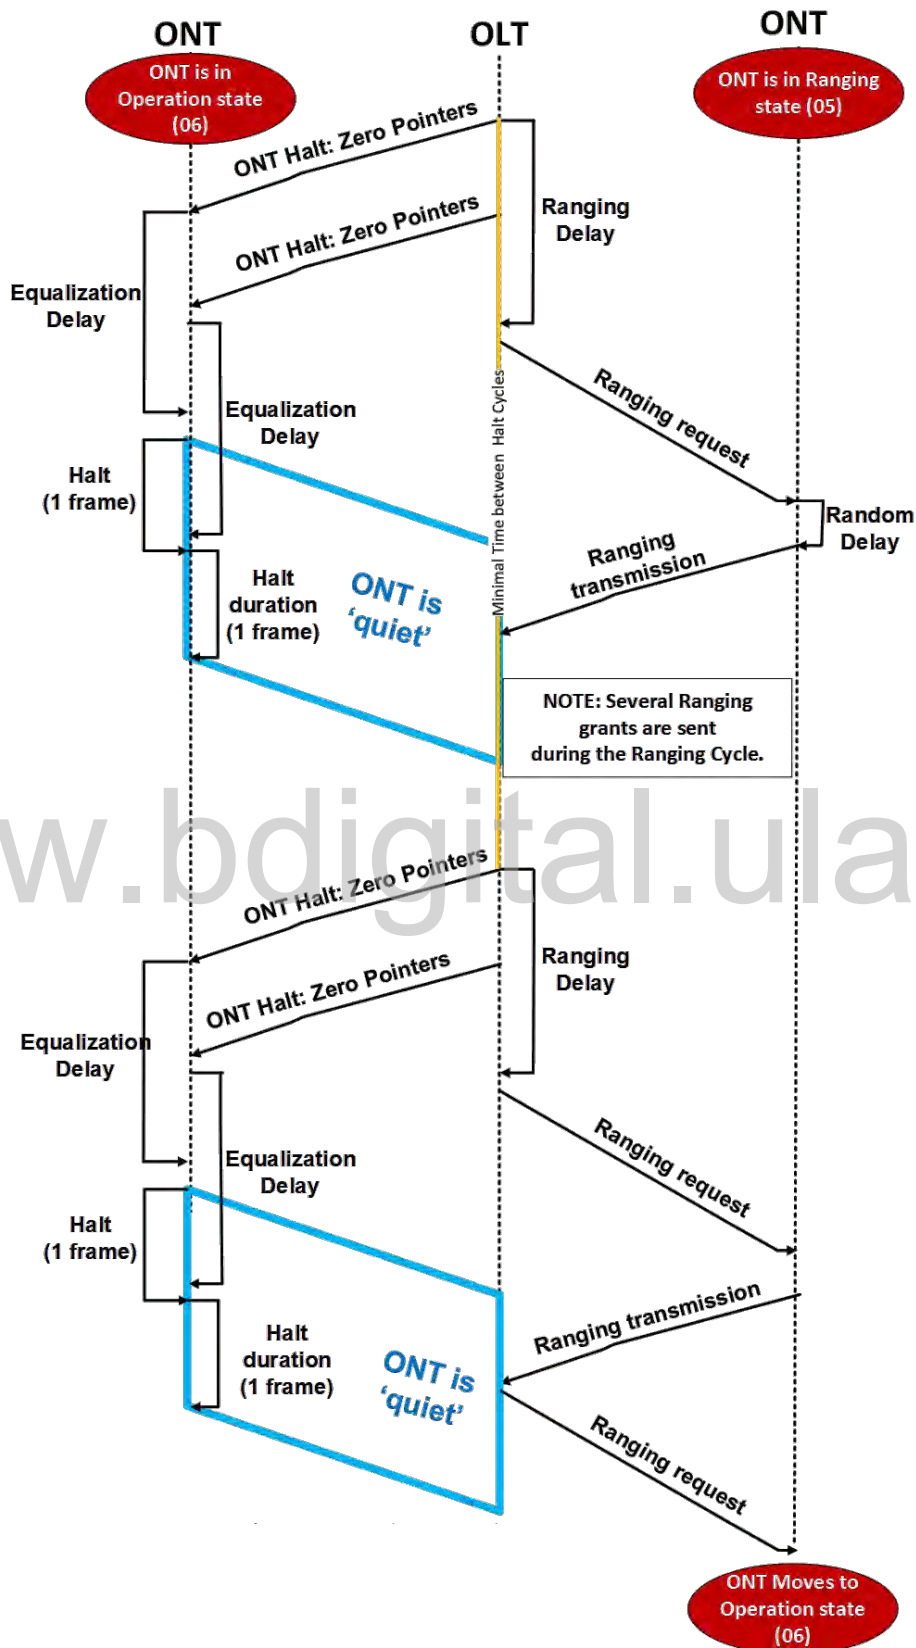 ONT
OLT
ONT
ONT is in
Operation state
(06)
ONT is in Ranging
state (05)
ONT Halt: Zero Pointers
Ranging
Delay
ONT Halt: Zero Pointers
Equalization
Delay
Ranging request
Equalization
Delay
Minimal Time between Halt Cycles
Halt
(1 frame)
Random
Delay
Ranging
transmission
Halt
duration
(1 frame)
ONT is
‘quiet’
NOTE: Several Ranging
grants are sent
during the Ranging Cycle.
w.bdigital.ula
ONT Halt: Zero Pointers
Ranging
Delay
ONT Halt: Zero Pointers
Equalization
Delay
Ranging request
Equalization
Delay
Halt
(1 frame)
Ranging transmission
Halt
duration
(1 frame)
ONT is
‘quiet’
Ranging request
ONT Moves to
Operation state
(06)